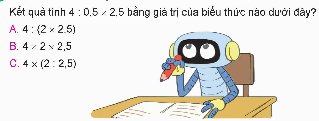 Kết quả tính 4 : 0,5 × 2,5 bằng giá trị của biểu thức nào dưới đây?
A. 4 : (2 × 2,5)
B. 4 × 2 × 2,5
C. 4 × (2 : 2,5)